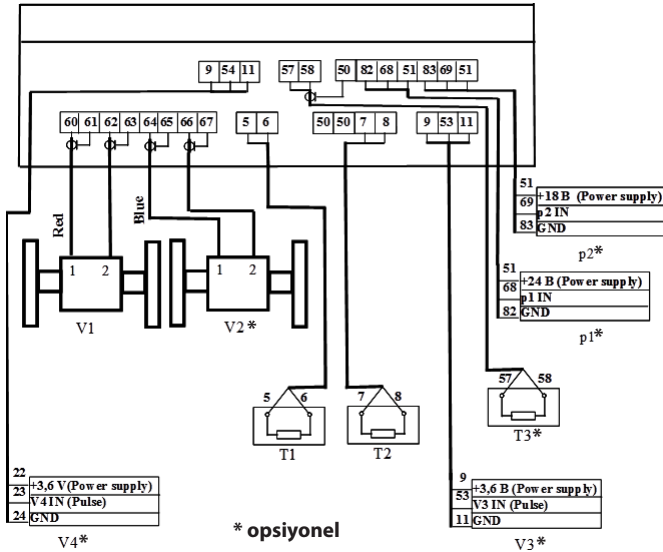 9 54 11
57 58
50 82 68 51 83 69 51
60 61 62 63 64 65 66 67
5 6
50 50 7 8
9 53 11
Red
Blue
1 2
V1
1 2
V2*
51
69
83
+18 B (Power supply)
p2 IN
GND
p2*
51
68
82
+24 B (Power supply)
p1 IN
GND
p1*
5 6
T1
7 8
T2
57 58
T3*
22
23
24
+3,6 V(Power supply)
V4 IN (Pulse)
GND
V4*
* opsiyonel
9
53
11
+3,6 B (Power supply)
V3 IN (Pulse)
GND
V3*